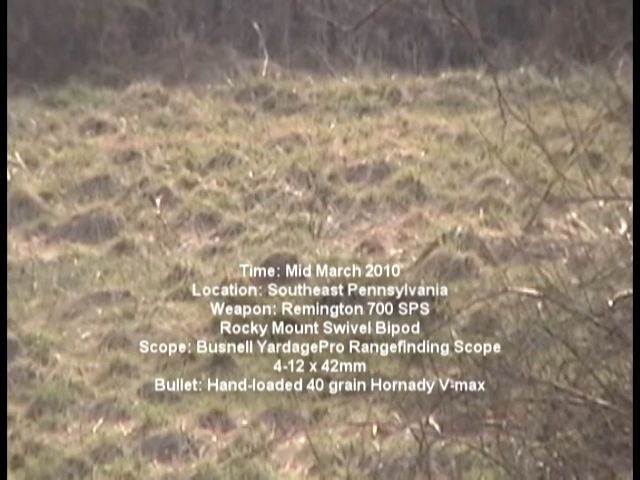 Time: Mid March 2010
Location: Southeast Pennsylvania
Weapon: Remington 700 SPS
Rocky Mount Swivel Bipod
Scope: Busnell YardagePro Rangefinding Scope
4-12 x 42mm
Bullet: Hand-loaded 40 grain Hornady V-max